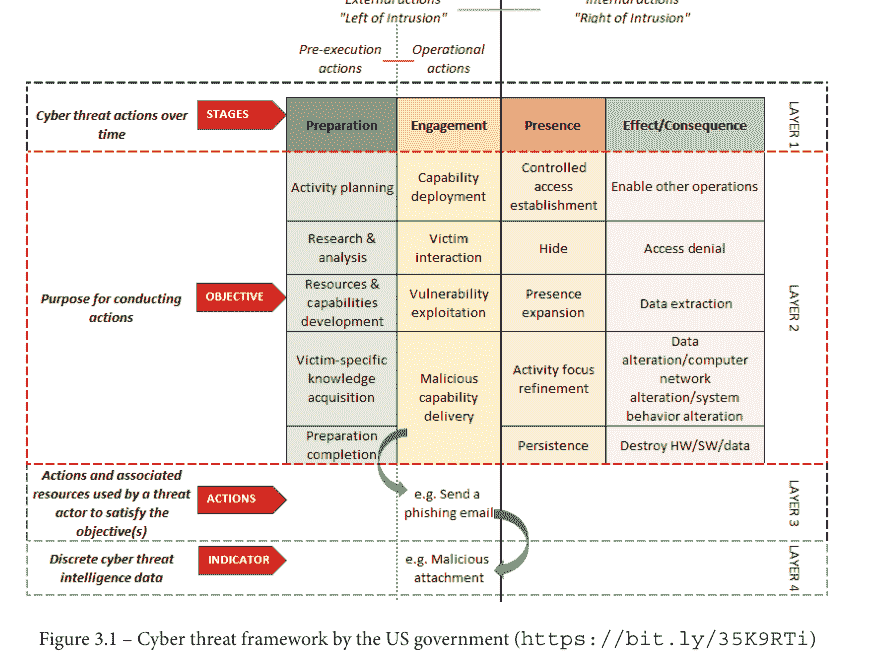 External actions
Internal actions
"Left of Intrusion"
"Right of Intrusion"
Pre-execution
actions
Operational
actions
Cyber threat actions over
time
STAGES
Preparation
Engagement
Presence
Effect/Consequence
LAYER 1
Activity planning
Capability
deployment
Controlled
access
establishment
Enable other operations
Research &
analysis
Victim
interaction
Hide
Access denial
Purpose for conducting
actions
OBJECTIVE
Resources &
capabilities
development
Vulnerability
exploitation
Presence
expansion
Data extraction
LAYER 2
Victim-specific
knowledge
acquisition
Malicious
capability
delivery
Activity focus
refinement
Data
alteration/computer
network
alteration/system
behavior alteration
Preparation
completion
Persistence
Destroy HW/SW/data
Actions and associated
resources used by a threat
actor to satisfy the
objective(s)
ACTIONS
e.g. Send a
phishing email
LAYER 3
Discrete cyber threat
intelligence data
INDICATOR
e.g. Malicious
attachment
LAYER 4
Figure 3.1 – Cyber threat framework by the US government (https://bit.ly/35K9RTi)